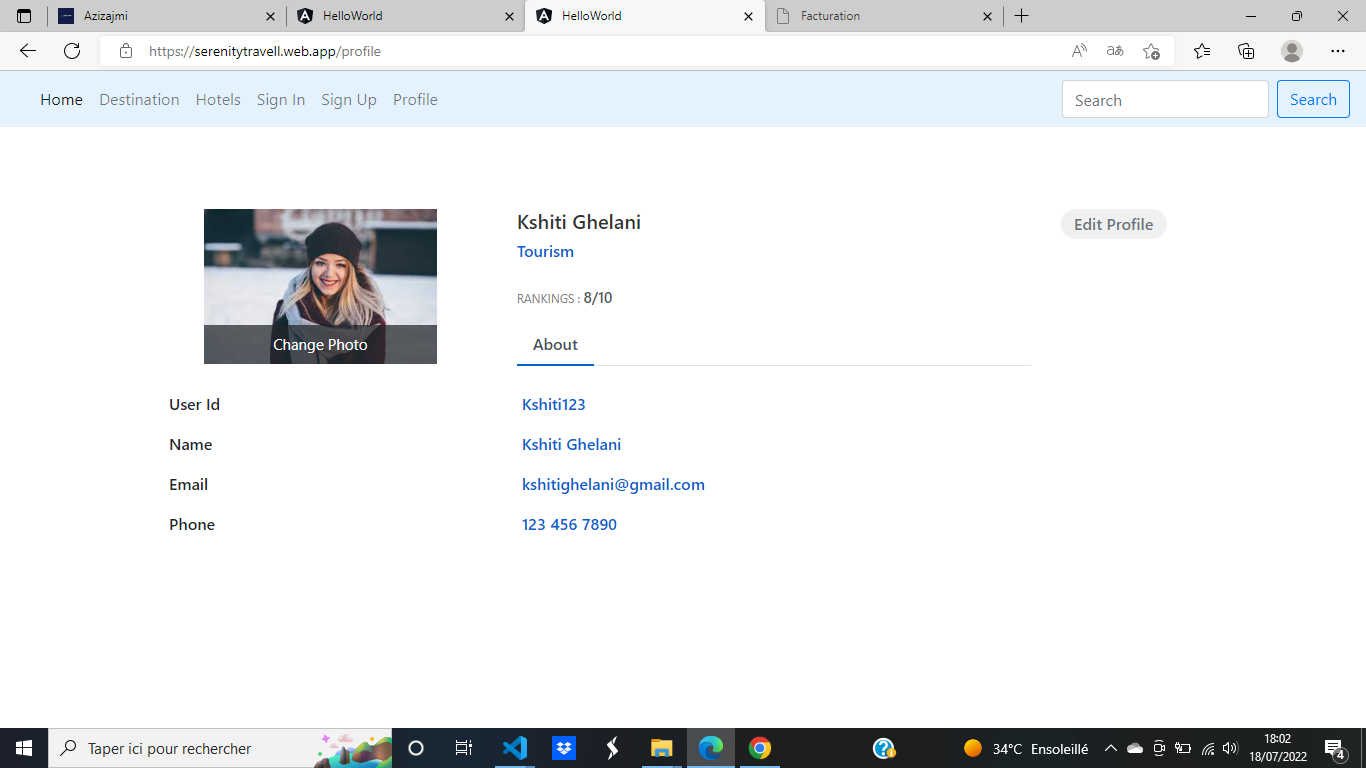 Azizajmi
HelloWorld
HelloWorld
Facturation
https://serenitytravell.web.app/profile
Home Destination Hotels Sign In Sign Up Profile
Search
Search
Kshiti Ghelani
Edit Profile
Tourism
RANKINGS : 8/10
Change Photo
About
User Id Kshiti123
Name Kshiti Ghelani
Email kshitighelani@gmail.com
Phone 123 456 7890
Taper ici pour rechercher
34°C Ensoleillé
18:02
18/07/2022
4